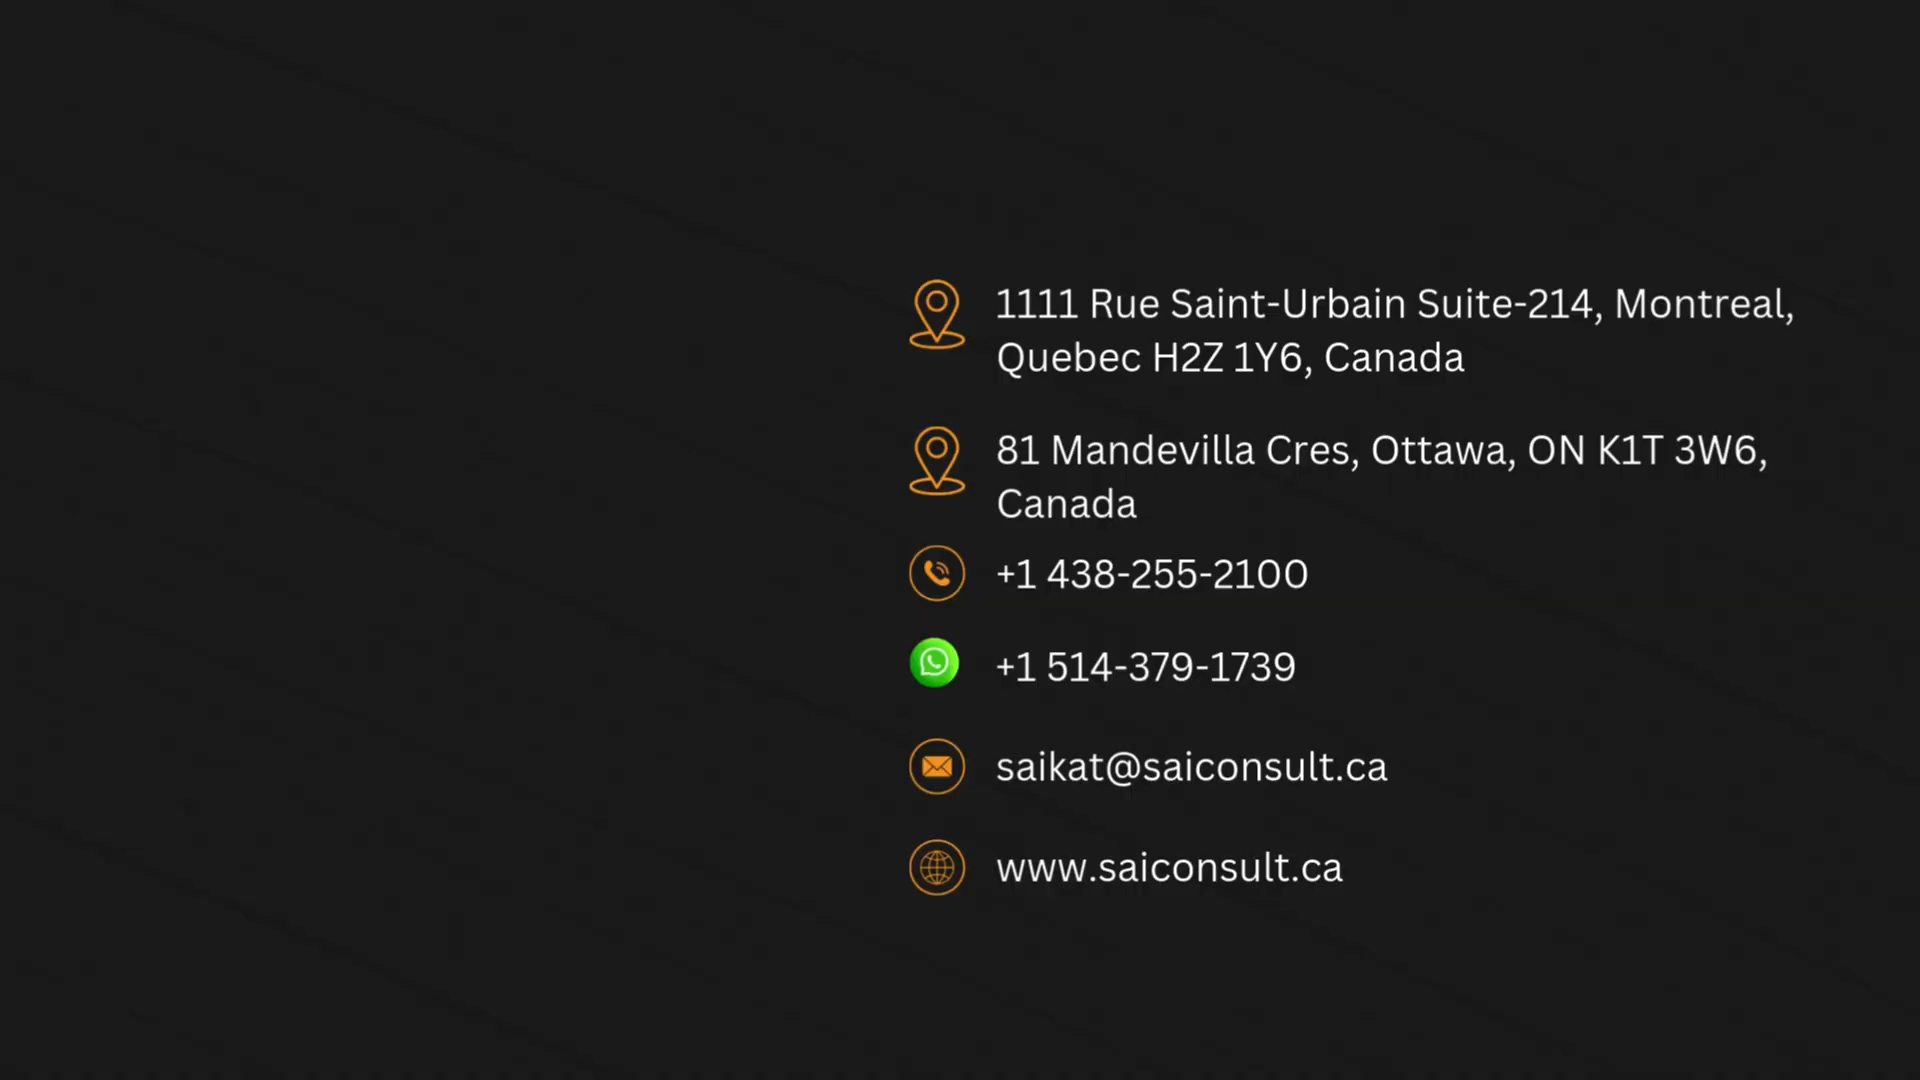 1111 Rue Saint-Urbain Suite-214, Montreal,
Quebec H2Z 1Y6, Canada
81 Mandevilla Cres, Ottawa, ON K1T 3W6,
Canada
+1 438-255-2100
+1 514-379-1739
saikat@saiconsult.ca
www.saiconsult.ca